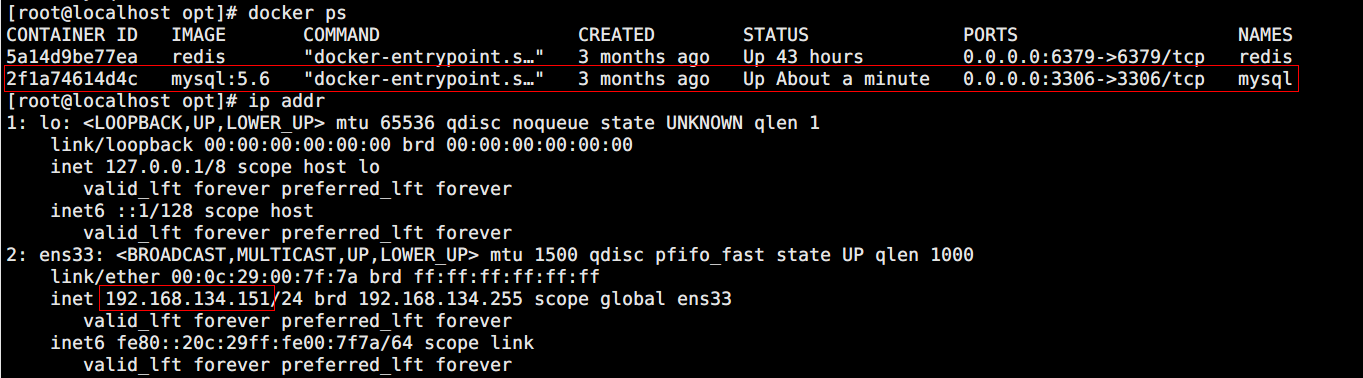 [root@localhost opt]# docker ps
CONTAINER ID   IMAGE       COMMAND                  CREATED        STATUS              PORTS                    NAMES
5a14d9be77ea   redis       "docker-entrypoint.s…"   3 months ago   Up 43 hours         0.0.0.0:6379->6379/tcp   redis
2f1a74614d4c   mysql:5.6   "docker-entrypoint.s…"   3 months ago   Up About a minute   0.0.0.0:3306->3306/tcp   mysql
[root@localhost opt]# ip addr
1: lo: <LOOPBACK,UP,LOWER_UP> mtu 65536 qdisc noqueue state UNKNOWN qlen 1
    link/loopback 00:00:00:00:00:00 brd 00:00:00:00:00:00
    inet 127.0.0.1/8 scope host lo
       valid_lft forever preferred_lft forever
    inet6 ::1/128 scope host
       valid_lft forever preferred_lft forever
2: ens33: <BROADCAST,MULTICAST,UP,LOWER_UP> mtu 1500 qdisc pfifo_fast state UP qlen 1000
    link/ether 00:0c:29:00:7f:7a brd ff:ff:ff:ff:ff:ff
    inet 192.168.134.151/24 brd 192.168.134.255 scope global ens33
       valid_lft forever preferred_lft forever
    inet6 fe80::20c:29ff:fe00:7f7a/64 scope link
       valid_lft forever preferred_lft forever